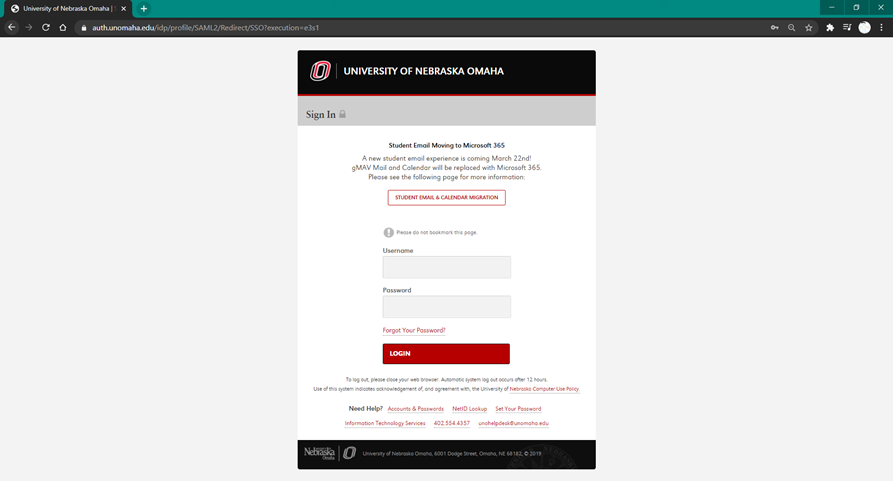 University of Nebraska Omaha |
auth.unomaha.edu/idp/profile/SAML2/Redirect/SSO?execution=e3s1
UNIVERSITY OF NEBRASKA OMAHA
Sign In
Student Email Moving to Microsoft 365
A new student email experience is coming March 22nd!
gMAV Mail and Calendar will be replaced with Microsoft 365.
Please see the following page for more information:
STUDENT EMAIL & CALENDAR MIGRATION
Please do not bookmark this page.
Username
Password
Forgot Your Password?
LOGIN
To log out, please close your web browser. Automatic system log out occurs after 12 hours.
Use of this system indicates acknowledgement of, and agreement with, the University of Nebraska Computer Use Policy.
Need Help? Accounts & Passwords NetID Lookup Set Your Password
Information Technology Services 402.554.4357 unohelpdesk@unomaha.edu
Nebraska
Omaha
University of Nebraska Omaha, 6001 Dodge Street, Omaha, NE 68182, © 2019